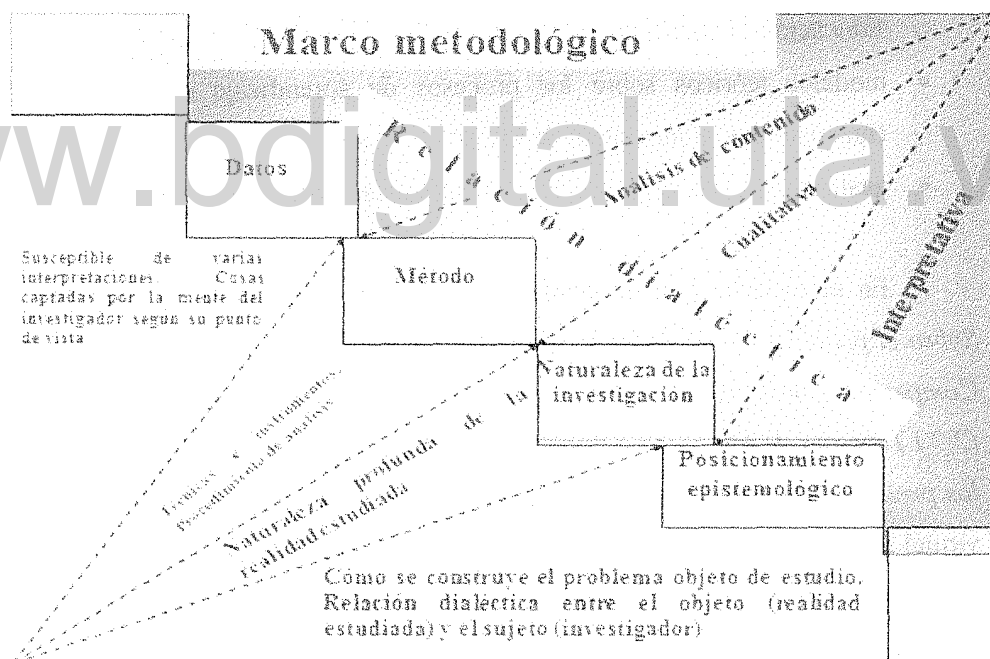 Marco metodológico
www.bdigital.ula.v
Datos
Relación dialéctica
Análisis de contenido
Cualitativa
Interpretativa
Susceptible de varias
interpretaciones. Cosas
captadas por la mente del
investigador según su punto
de vista
Método
Naturaleza de la
investigación
Técnicas y instrumentos.
Procedimiento de análisis
Naturaleza profunda de la
realidad estudiada
Posicionamiento
epistemológico
Cómo se construye el problema objeto de estudio.
Relación dialéctica entre el objeto (realidad
estudiada) y el sujeto (investigador)